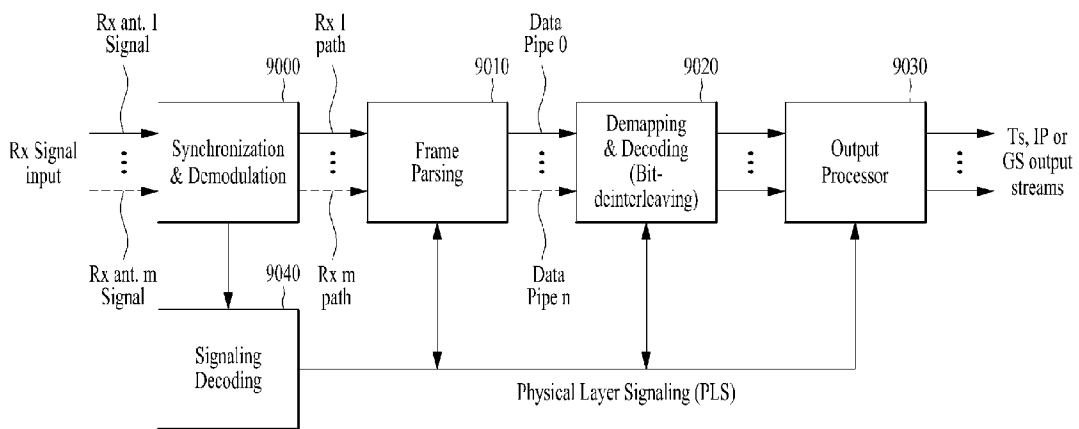 Rx ant. 1
Signal
Rx 1
path
Data
Pipe 0
9000
9010
9020
9030
Rx Signal
input
Synchronization
& Demodulation
Frame
Parsing
Demapping
& Decoding
(Bit-
deinterleaving)
Output
Processor
Ts, IP or
GS output
streams
Rx ant. m
Signal
9040
Rx m
path
Data
Pipe n
Signaling
Decoding
Physical Layer Signaling (PLS)